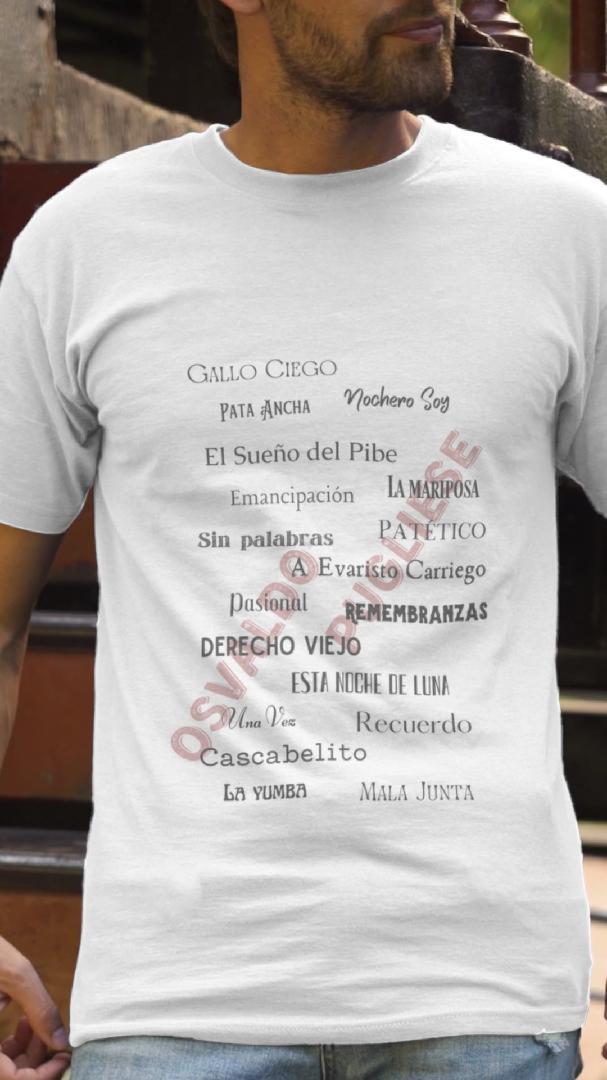 GALLO CIEGO
PATA ANCHA Nochero Soy
El Sueño del Pibe
Emancipación LA MARIPOSA
Sin palabras PATÉTICO
A Evaristo Carriego
Pasional REMEMBRANZAS
DERECHO VIEJO
ESTA NOCHE DE LUNA
Una Vez Recuerdo
Cascabelito
LA YUMBA MALA JUNTA
OSVALDO
PUGLIESE